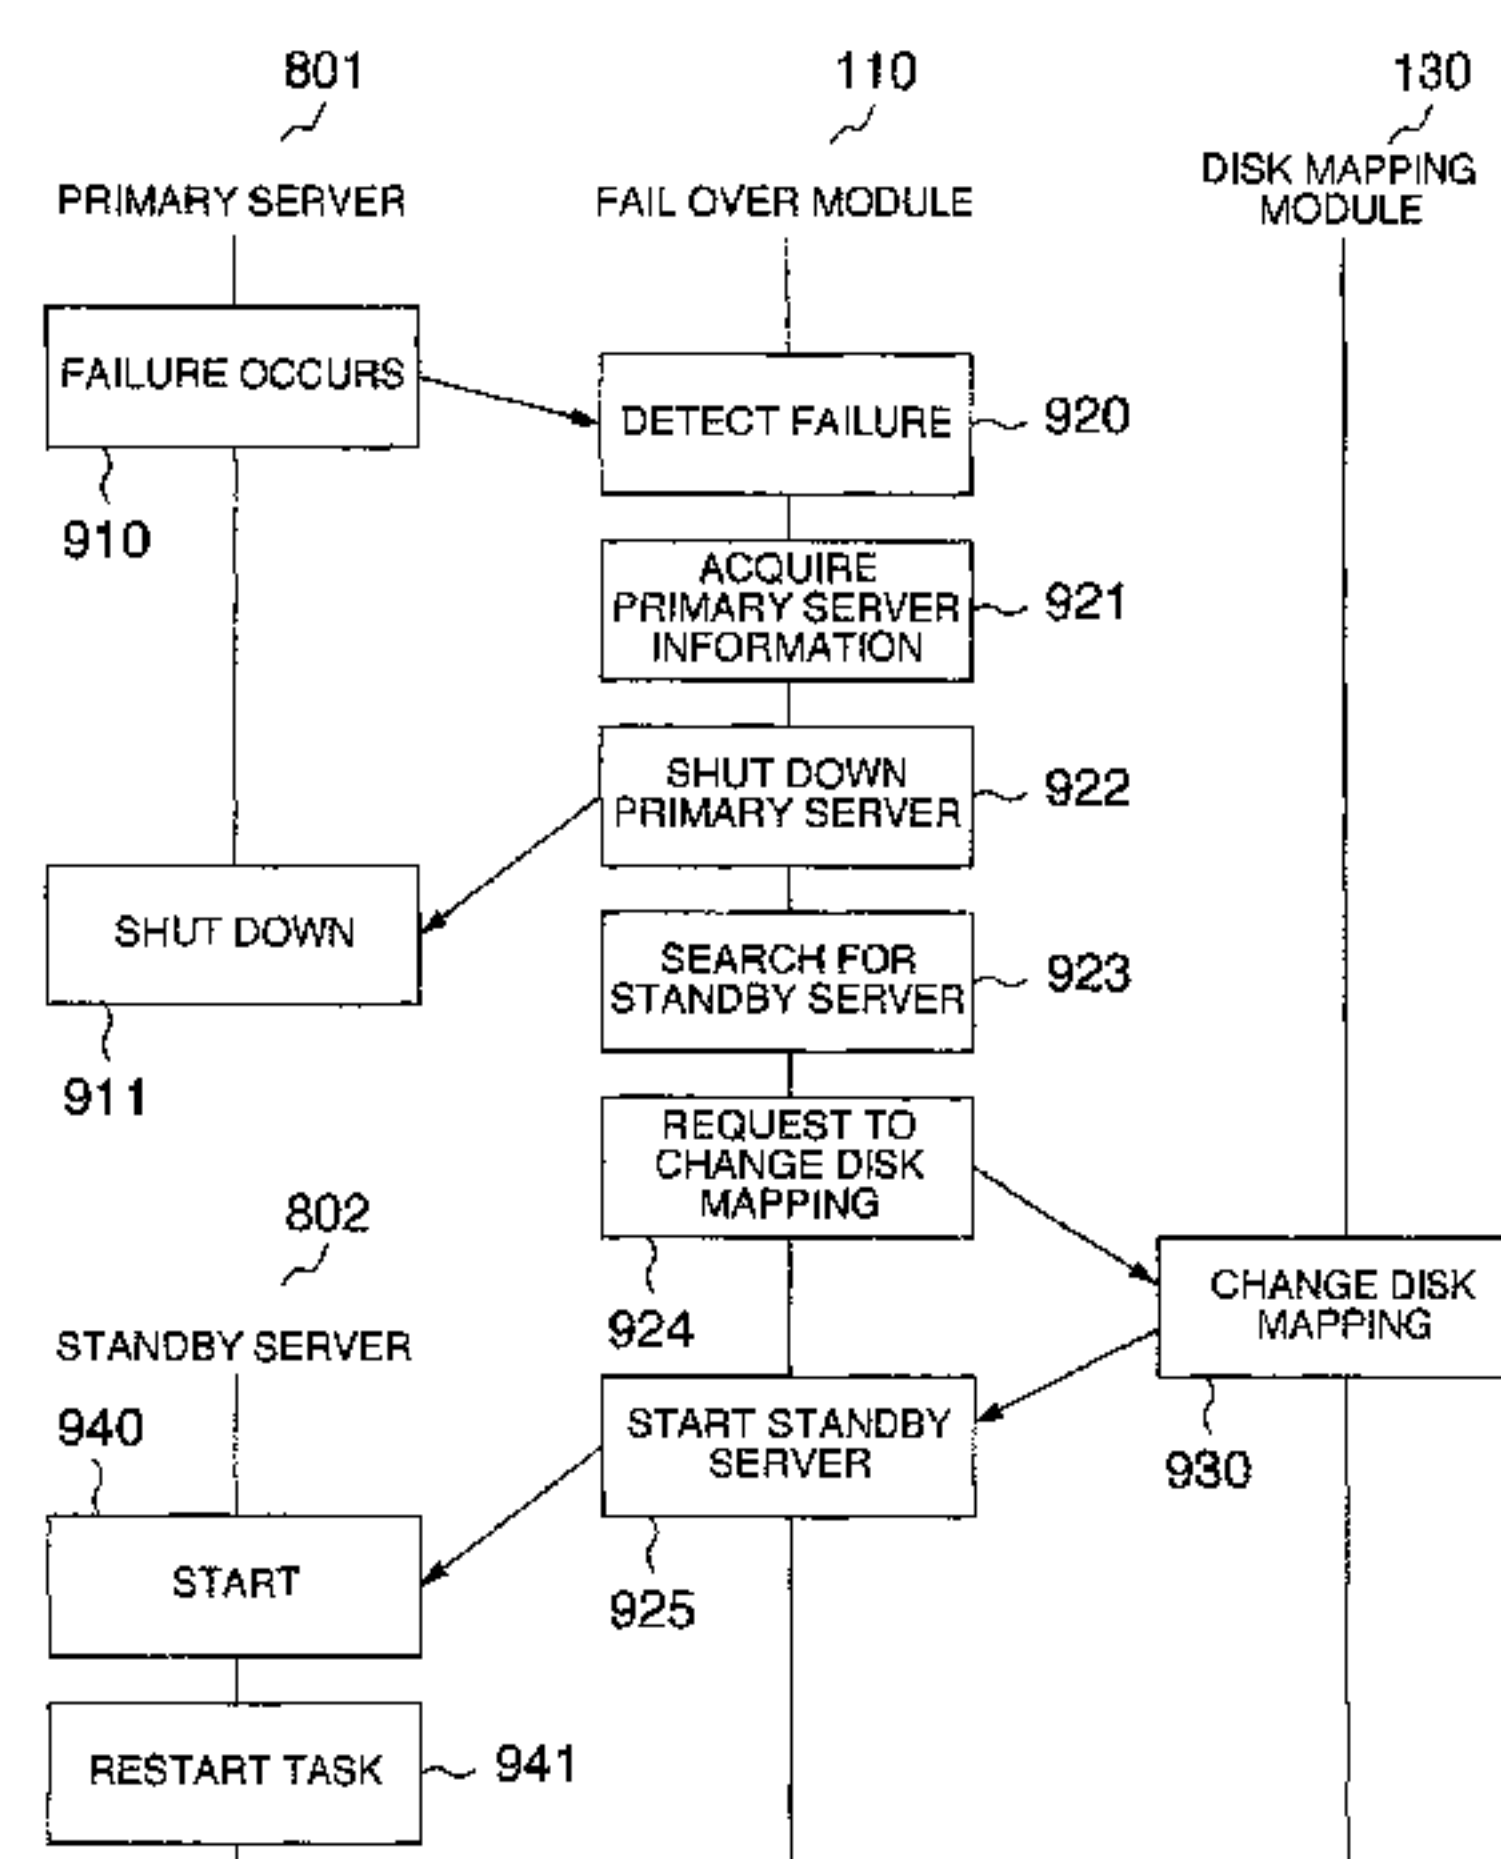 801
110
130
PRIMARY SERVER
FAIL OVER MODULE
DISK MAPPING
MODULE
FAILURE OCCURS
910
DETECT FAILURE
920
ACQUIRE
PRIMARY SERVER
INFORMATION
921
SHUT DOWN
PRIMARY SERVER
922
SHUT DOWN
911
SEARCH FOR
STANDBY SERVER
923
REQUEST TO
CHANGE DISK
MAPPING
924
CHANGE DISK
MAPPING
930
802
STANDBY SERVER
START STANDBY
SERVER
925
940
START
RESTART TASK
941